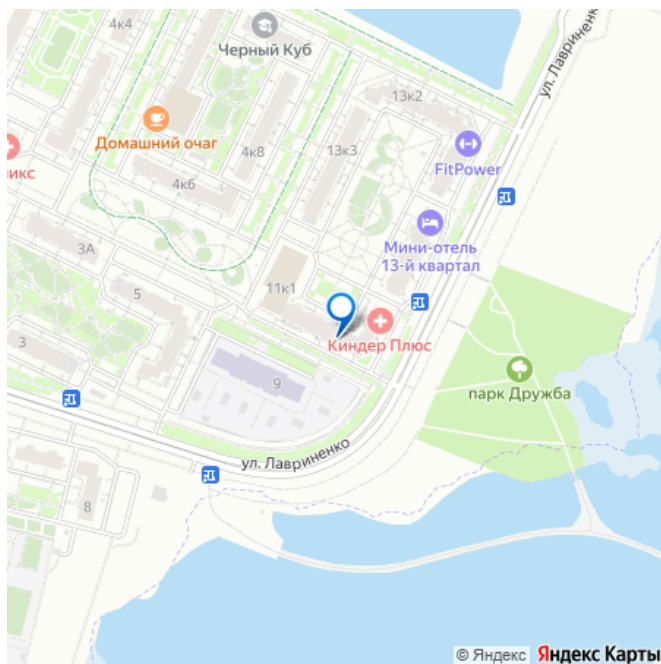 4к4
Черный Куб
ул. Лавриненко
13к2
Домашний очаг
4к8
13к3
FitPower
икс
4к6
Мини-отель
13-й квартал
3А
11к1
5
Киндер Плюс
3
9
парк Дружба
ул. Лавриненко
8
© Яндекс Яндекс Карты